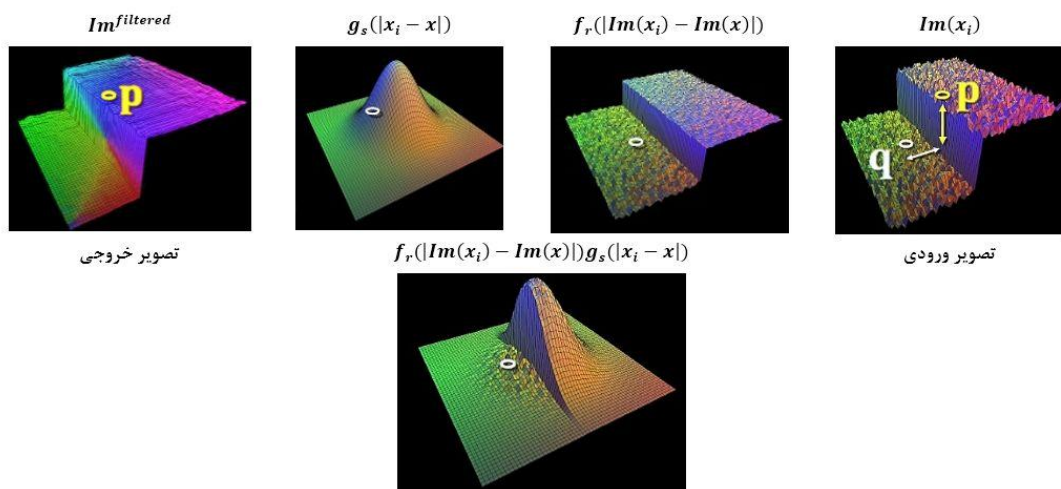 Im^{filtered}
g_s(|x_i − x|)
f_r(|Im(x_i) − Im(x)|)
Im(x_i)
p
p
q
تصویر خروجی
تصویر ورودی
f_r(|Im(x_i) − Im(x)|)g_s(|x_i − x|)